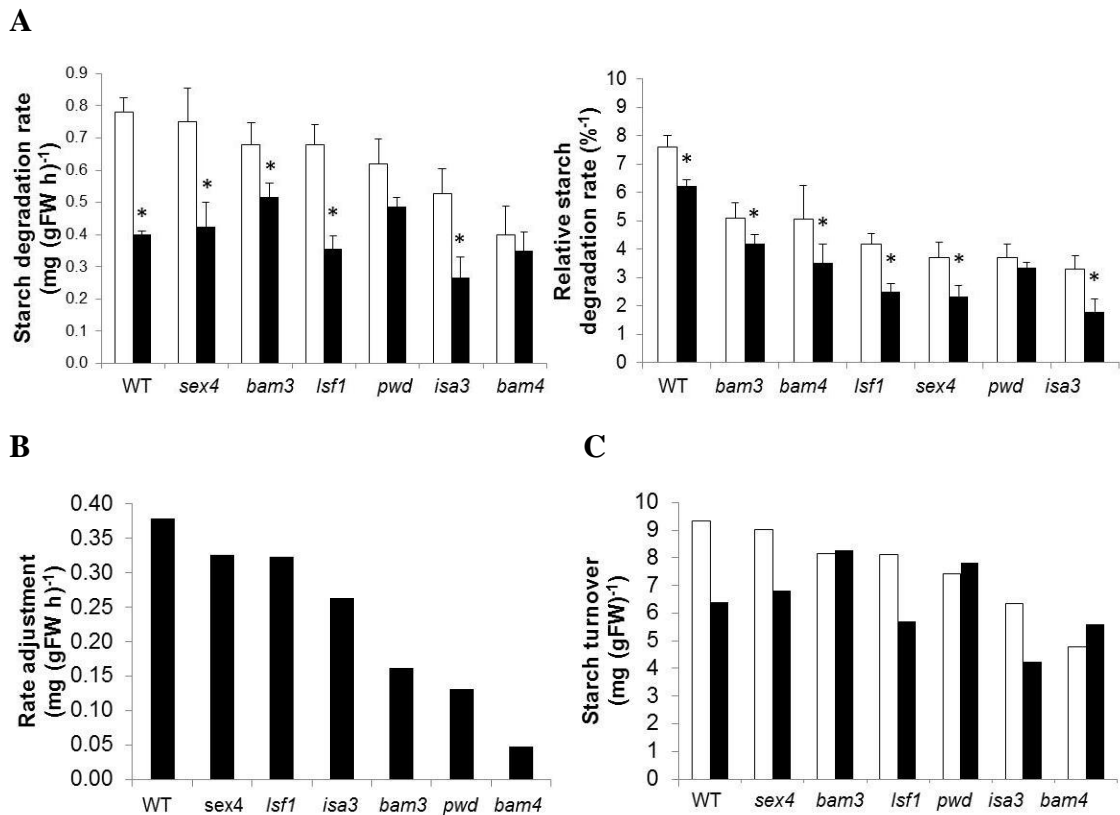 A
Starch degradation rate
(mg (gFW h)-1)
0.9
0.8
0.7
0.6
0.5
0.4
0.3
0.2
0.1
0.0
* * * * *
WT sex4 bam3 lsf1 pwd isa3 bam4
Relative starch
degradation rate (%-1)
10
9
8
7
6
5
4
3
2
1
0
* * * * * *
WT bam3 bam4 lsf1 sex4 pwd isa3
B
Rate adjustment
(mg (gFW h)-1)
0.40
0.35
0.30
0.25
0.20
0.15
0.10
0.05
0.00
WT sex4 lsf1 isa3 bam3 pwd bam4
C
Starch turnover
(mg (gFW)-1)
10
9
8
7
6
5
4
3
2
1
0
WT sex4 bam3 lsf1 pwd isa3 bam4